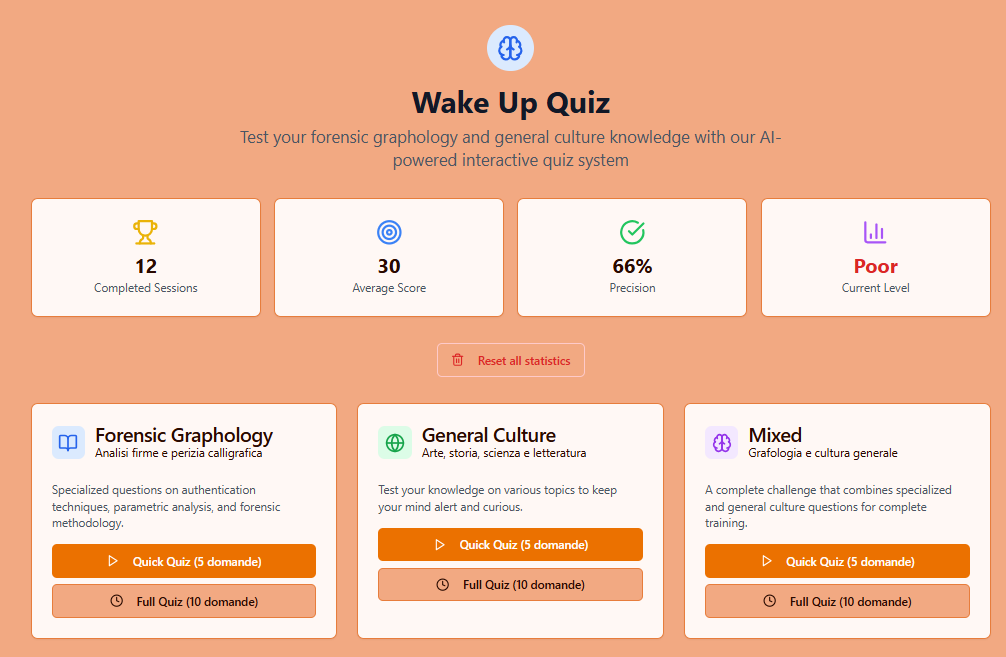 Wake Up Quiz
Test your forensic graphology and general culture knowledge with our AI-
powered interactive quiz system
12
Completed Sessions
30
Average Score
66%
Precision
Poor
Current Level
Reset all statistics
Forensic Graphology
Analisi firme e perizia calligrafica
Specialized questions on authentication
techniques, parametric analysis, and forensic
methodology.
Quick Quiz (5 domande)
Full Quiz (10 domande)
General Culture
Arte, storia, scienza e letteratura
Test your knowledge on various topics to keep
your mind alert and curious.
Quick Quiz (5 domande)
Full Quiz (10 domande)
Mixed
Grafologia e cultura generale
A complete challenge that combines specialized
and general culture questions for complete
training.
Quick Quiz (5 domande)
Full Quiz (10 domande)